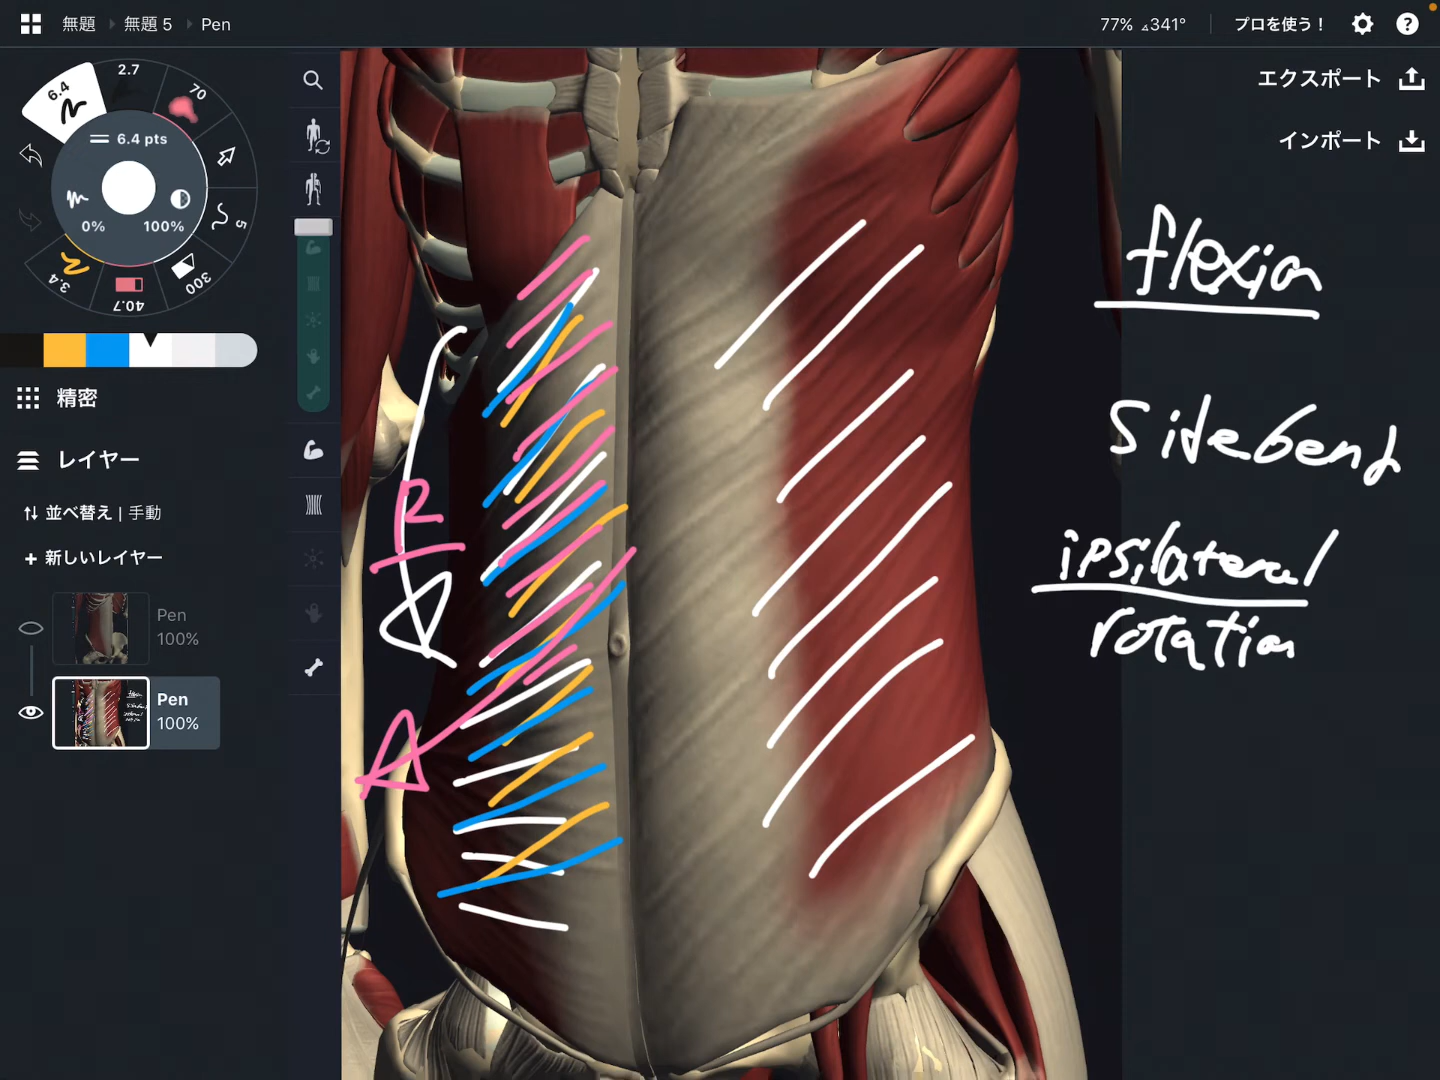 無題 無題 5 Pen
77% ⊿341° プロを使う！
エクスポート
インポート
6.4
2.7
70
6.4 pts
0% 100%
5
3.4
40.7
300
精密
レイヤー
並べ替え | 手動
+ 新しいレイヤー
Pen
100%
Pen
100%
R
flexion
Sidebend
ipsilateral
rotation